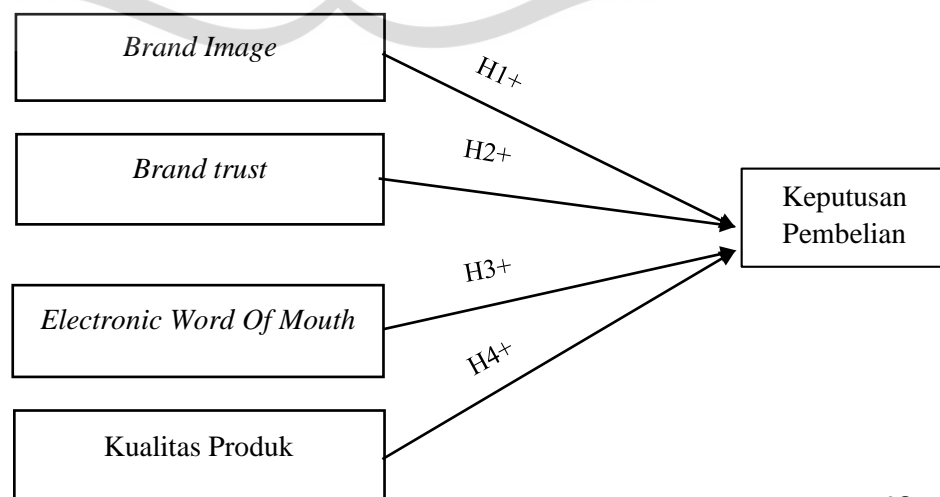 Brand Image
H1+
Brand trust
H2+
Keputusan
Pembelian
H3+
Electronic Word Of Mouth
H4+
Kualitas Produk